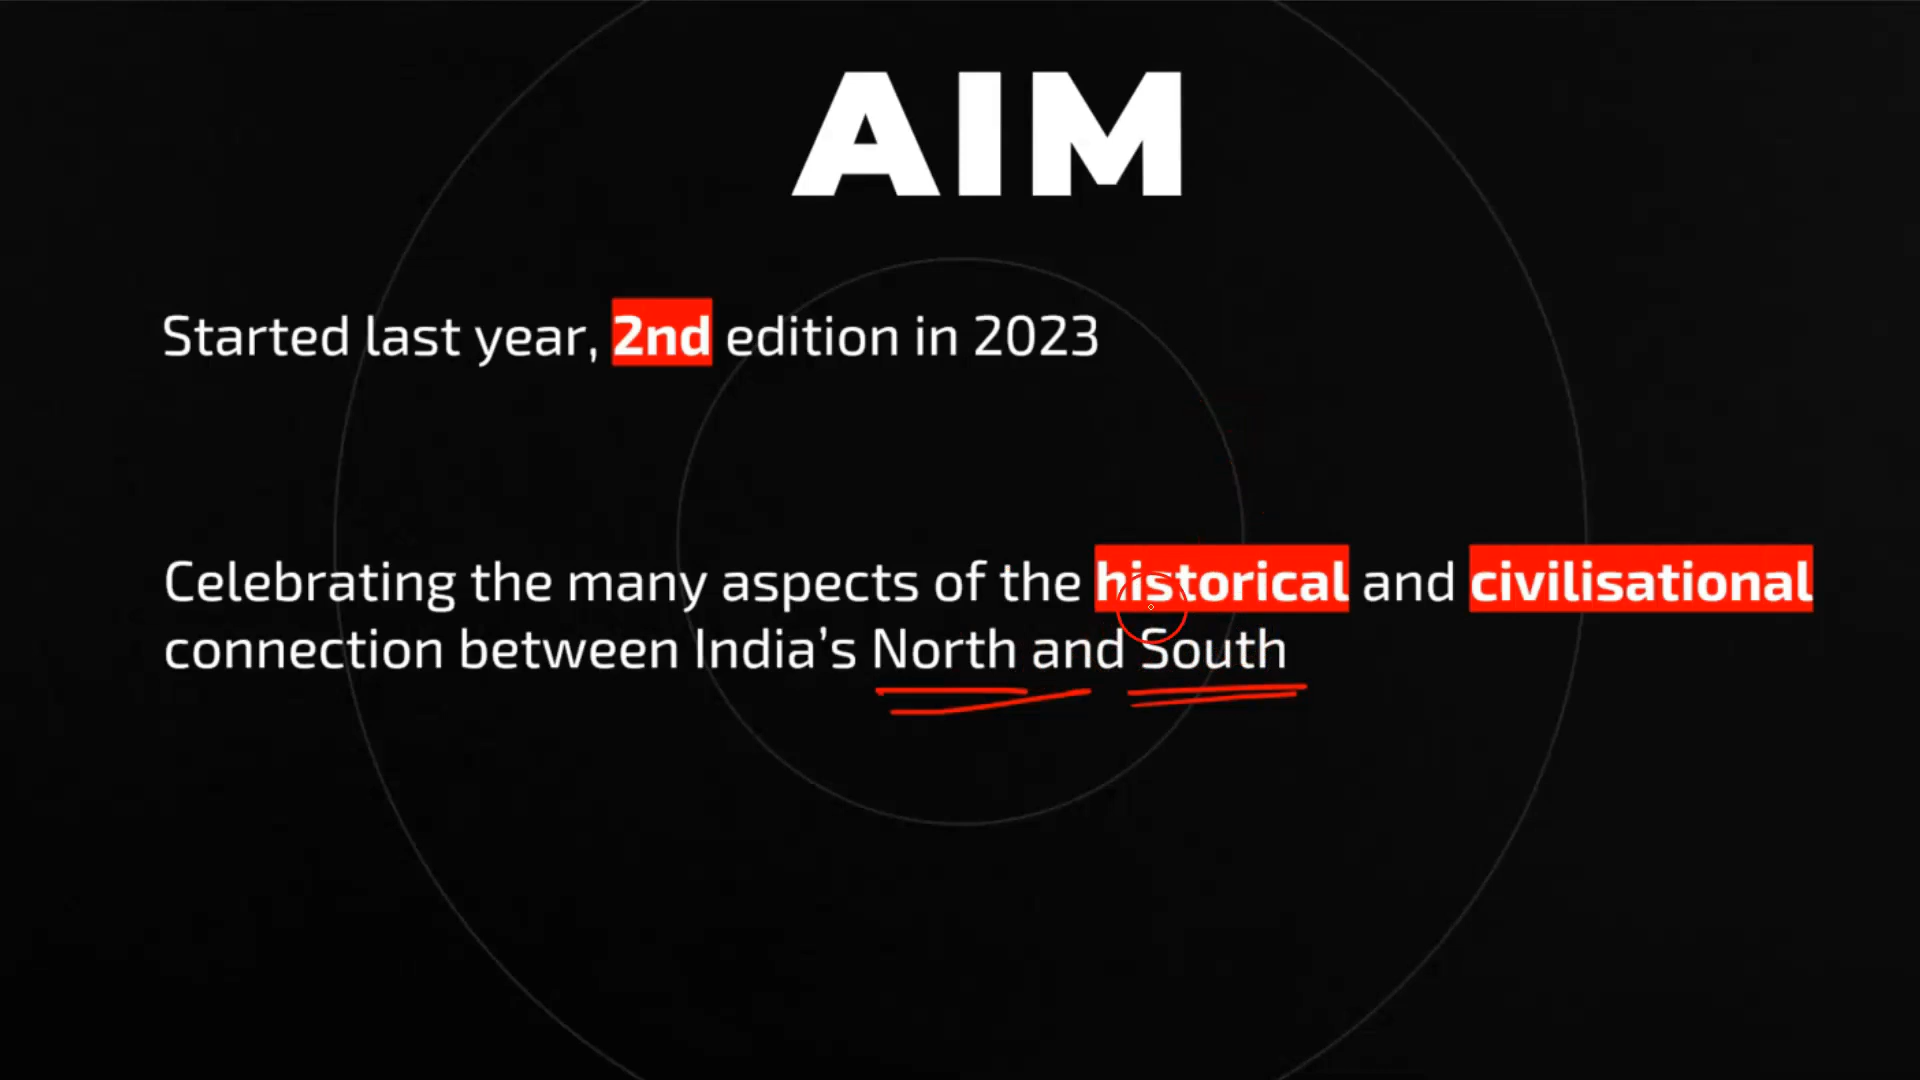 AIM
Started last year, 2nd edition in 2023
Celebrating the many aspects of the historical and civilisational
connection between India’s North and South